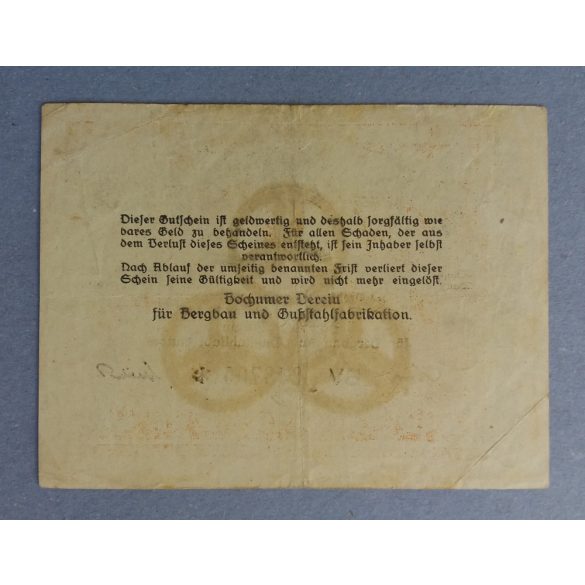 Dieser Gutschein ist geldwertig und deshalb sorgfältig wie
bares Geld zu behandeln. Für allen Schaden, der aus
dem Verlust dieses Scheines entsteht, ist sein Inhaber selbst
verantwortlich.
Nach Ablauf der umseitig benannten Frist verliert dieser
Schein seine Gültigkeit und wird nicht mehr eingelöst.
Bochumer Verein
für Bergbau und Gußstahlfabrikation.